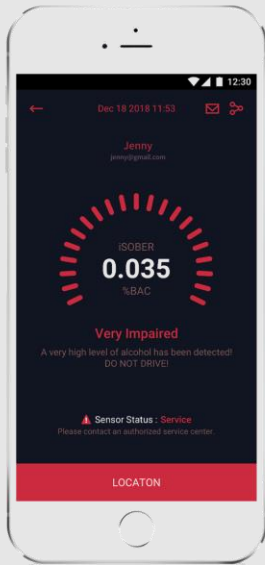 12:30
Dec 18 2018 11:53
Jenny
jenny@gmail.com
iSOBER
0.035
%BAC
Very Impaired
A very high level of alcohol has been detected!
DO NOT DRIVE!
Sensor Status : Service
Please contact an authorized service center.
LOCATON